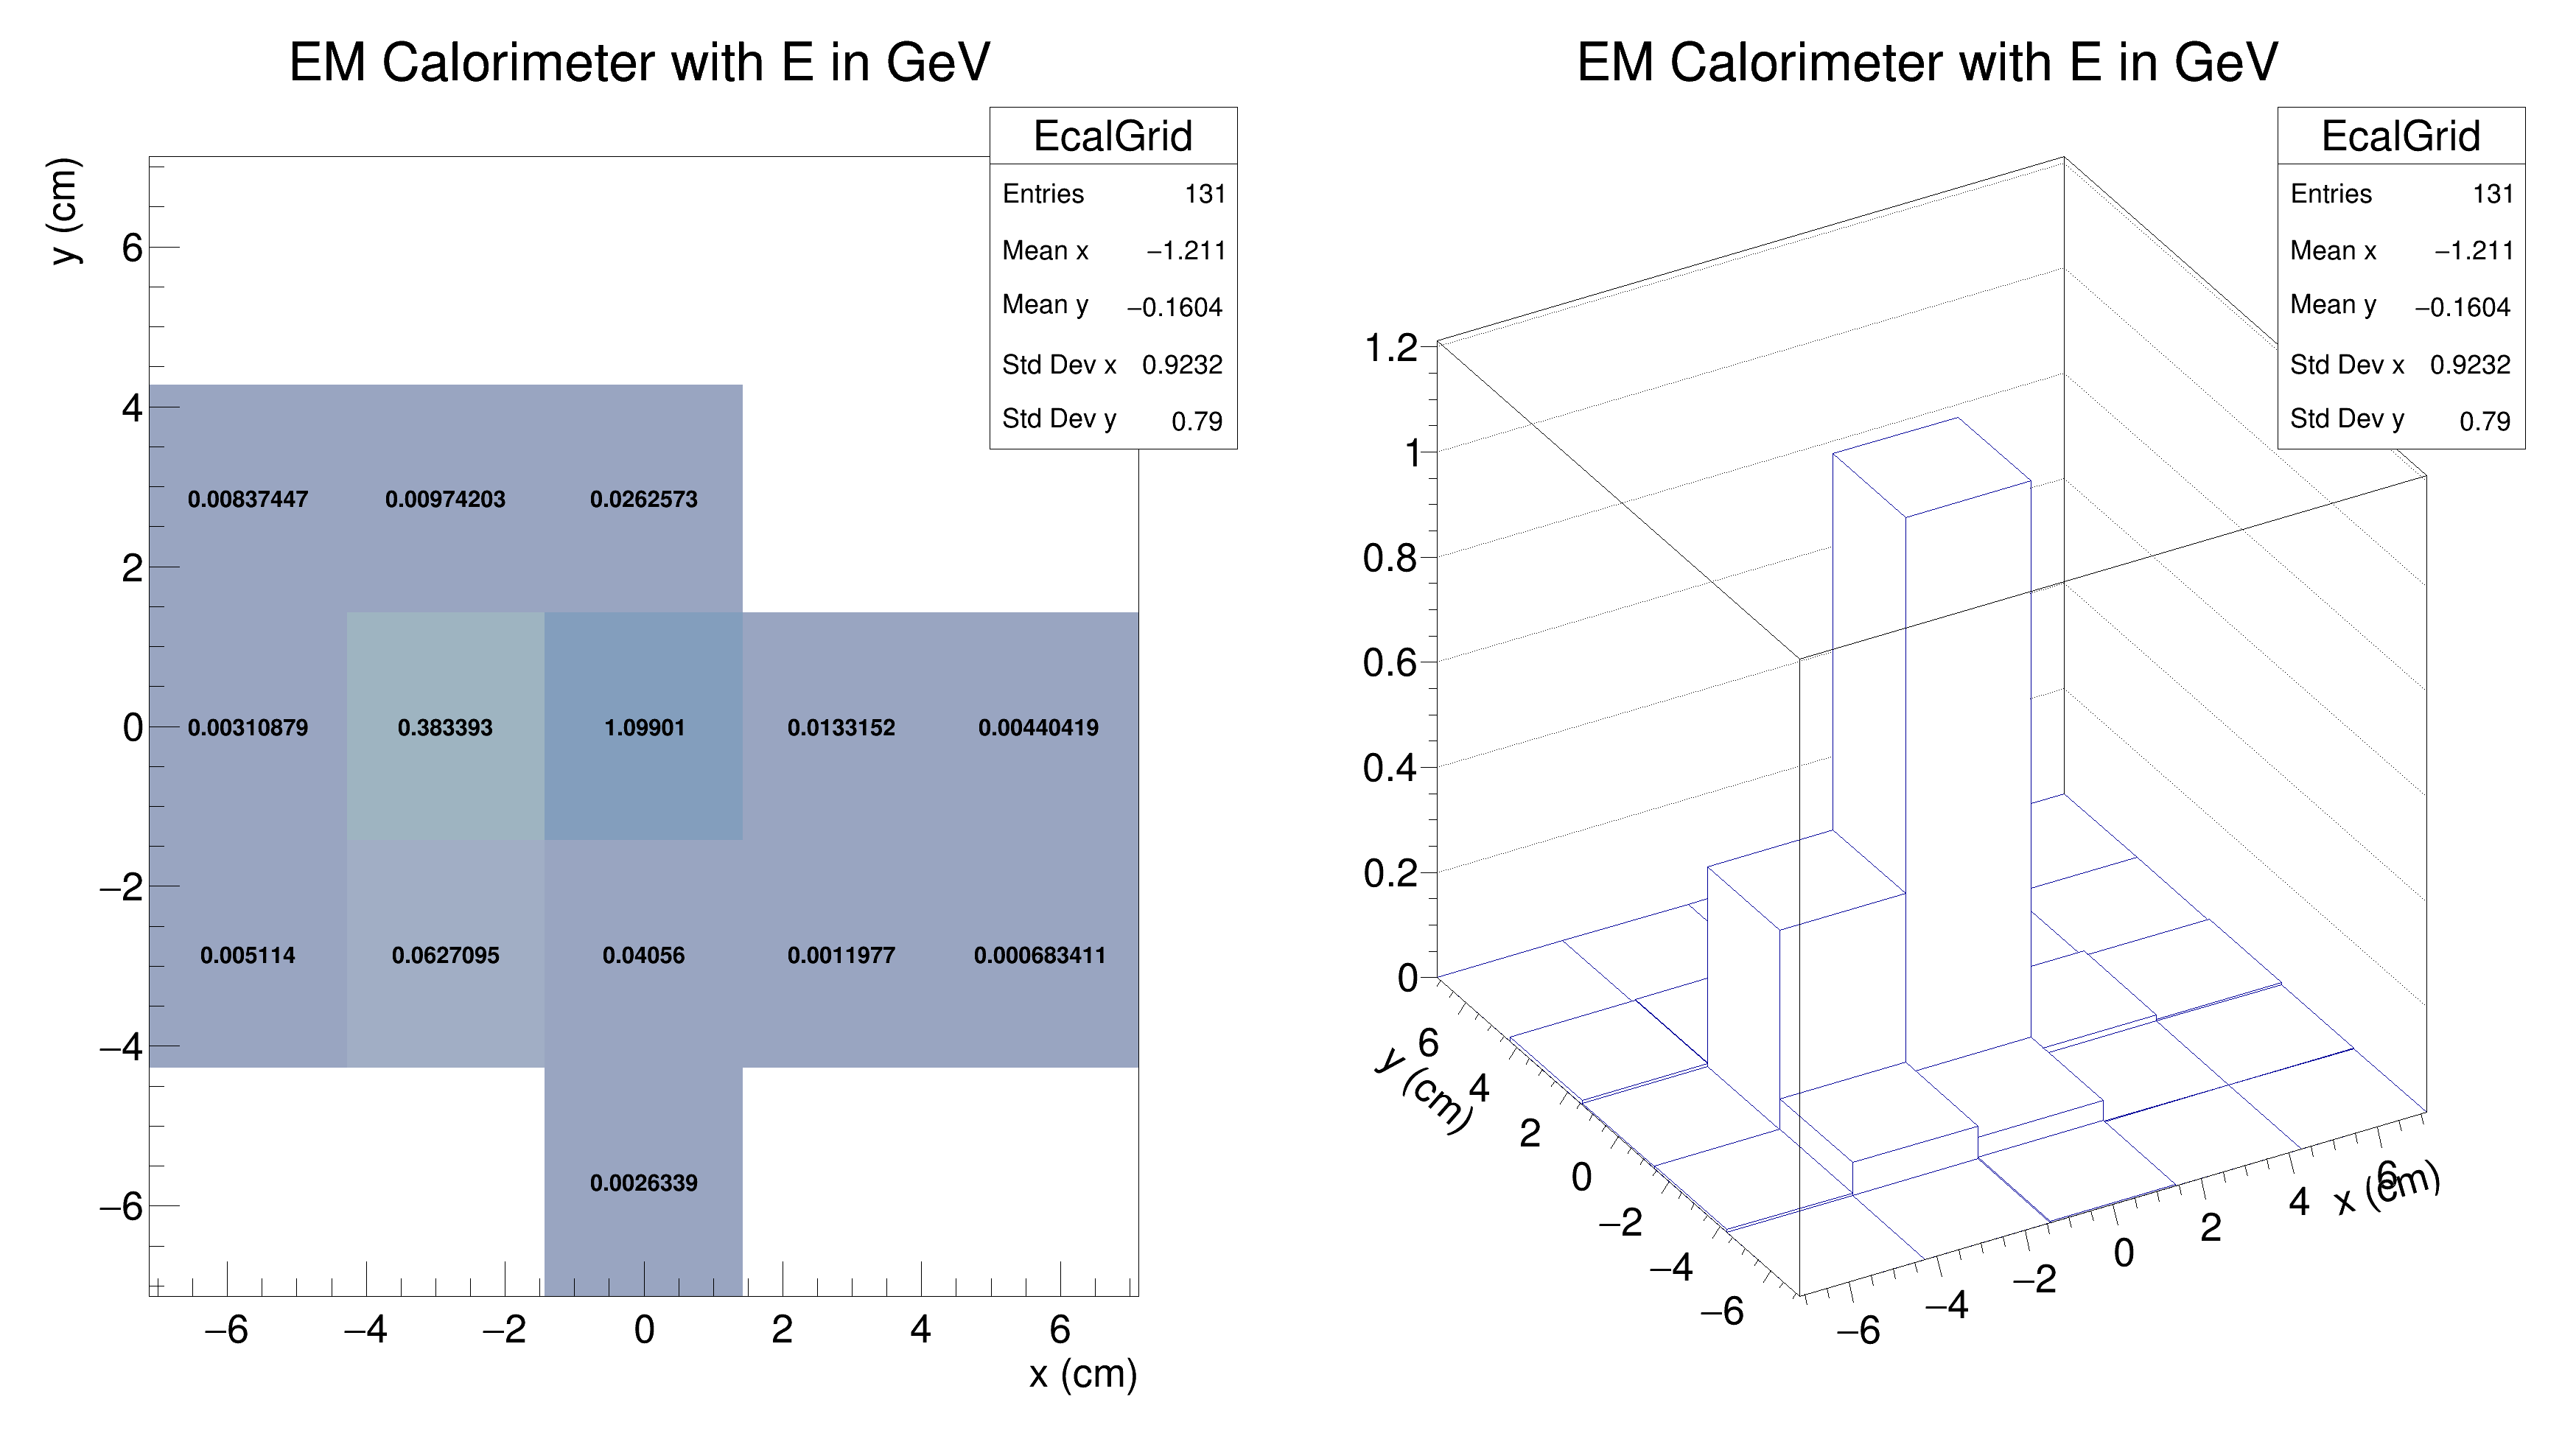 EM Calorimeter with E in GeV
EcalGrid
Entries 131
Mean x −1.211
Mean y −0.1604
Std Dev x 0.9232
Std Dev y 0.79
y (cm)
6
4
2
0
−2
−4
−6
0.00837447 0.00974203 0.0262573
0.00310879 0.383393 1.09901 0.0133152 0.00440419
0.005114 0.0627095 0.04056 0.0011977 0.000683411
0.0026339
−6 −4 −2 0 2 4 6
x (cm)
EM Calorimeter with E in GeV
EcalGrid
Entries 131
Mean x −1.211
Mean y −0.1604
Std Dev x 0.9232
Std Dev y 0.79
1.2
1
0.8
0.6
0.4
0.2
0
6
4
2
0
−2
−4
−6
y (cm)
−6 −4 −2 0 2 4 6
x (cm)